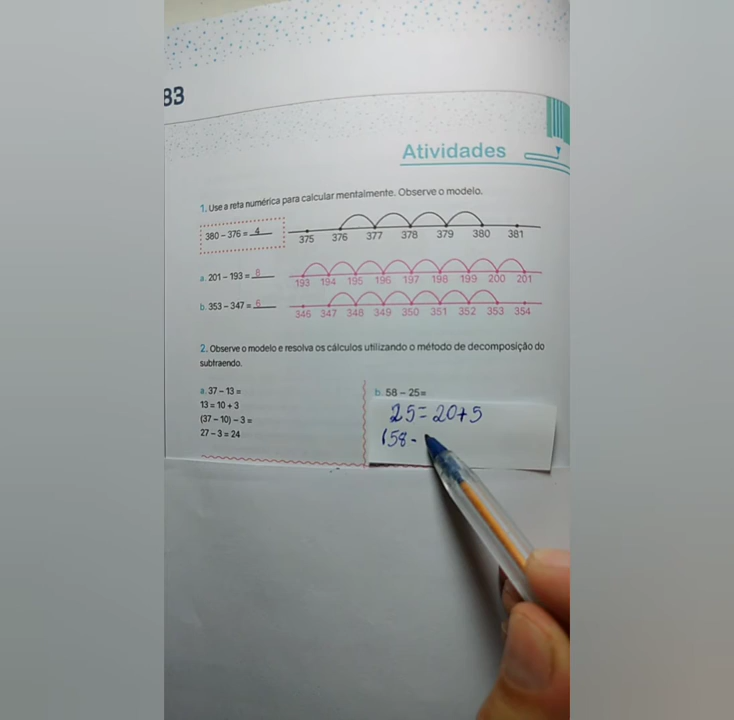 83
Atividades
1. Use a reta numérica para calcular mentalmente. Observe o modelo.
380 – 376 = 4
375 376 377 378 379 380 381
a. 201 – 193 = 8
193 194 195 196 197 198 199 200 201
b. 353 – 347 = 6
346 347 348 349 350 351 352 353 354
2. Observe o modelo e resolva os cálculos utilizando o método de decomposição do
subtraendo.
a. 37 – 13 =
13 = 10 + 3
(37 – 10) – 3 =
27 – 3 = 24
b. 58 – 25 =
25 = 20 + 5
(58 -